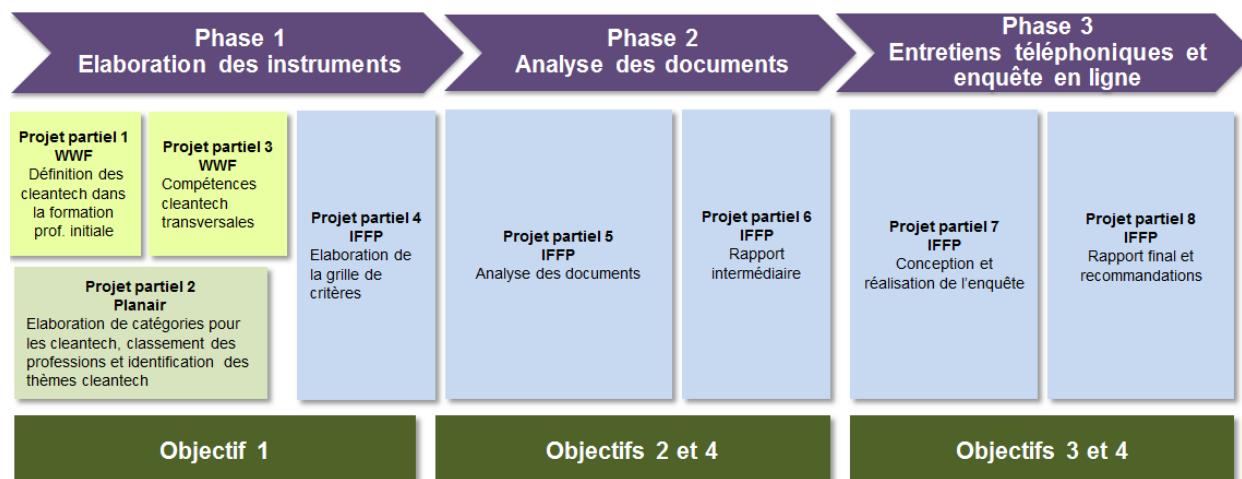 Phase 1
Elaboration des instruments
Phase 2
Analyse des documents
Phase 3
Entretiens téléphoniques et
enquête en ligne
Projet partiel 1
WWF
Définition des
cleantech dans
la formation
prof. initiale
Projet partiel 3
WWF
Compétences
cleantech
transversales
Projet partiel 2
Planair
Elaboration de catégories pour
les cleantech, classement des
professions et identification des
thèmes cleantech
Projet partiel 4
IFFP
Elaboration de
la grille de
critères
Projet partiel 5
IFFP
Analyse des documents
Projet partiel 6
IFFP
Rapport
intermédiaire
Projet partiel 7
IFFP
Conception et
réalisation de l'enquête
Projet partiel 8
IFFP
Rapport final et
recommandations
Objectif 1
Objectifs 2 et 4
Objectifs 3 et 4